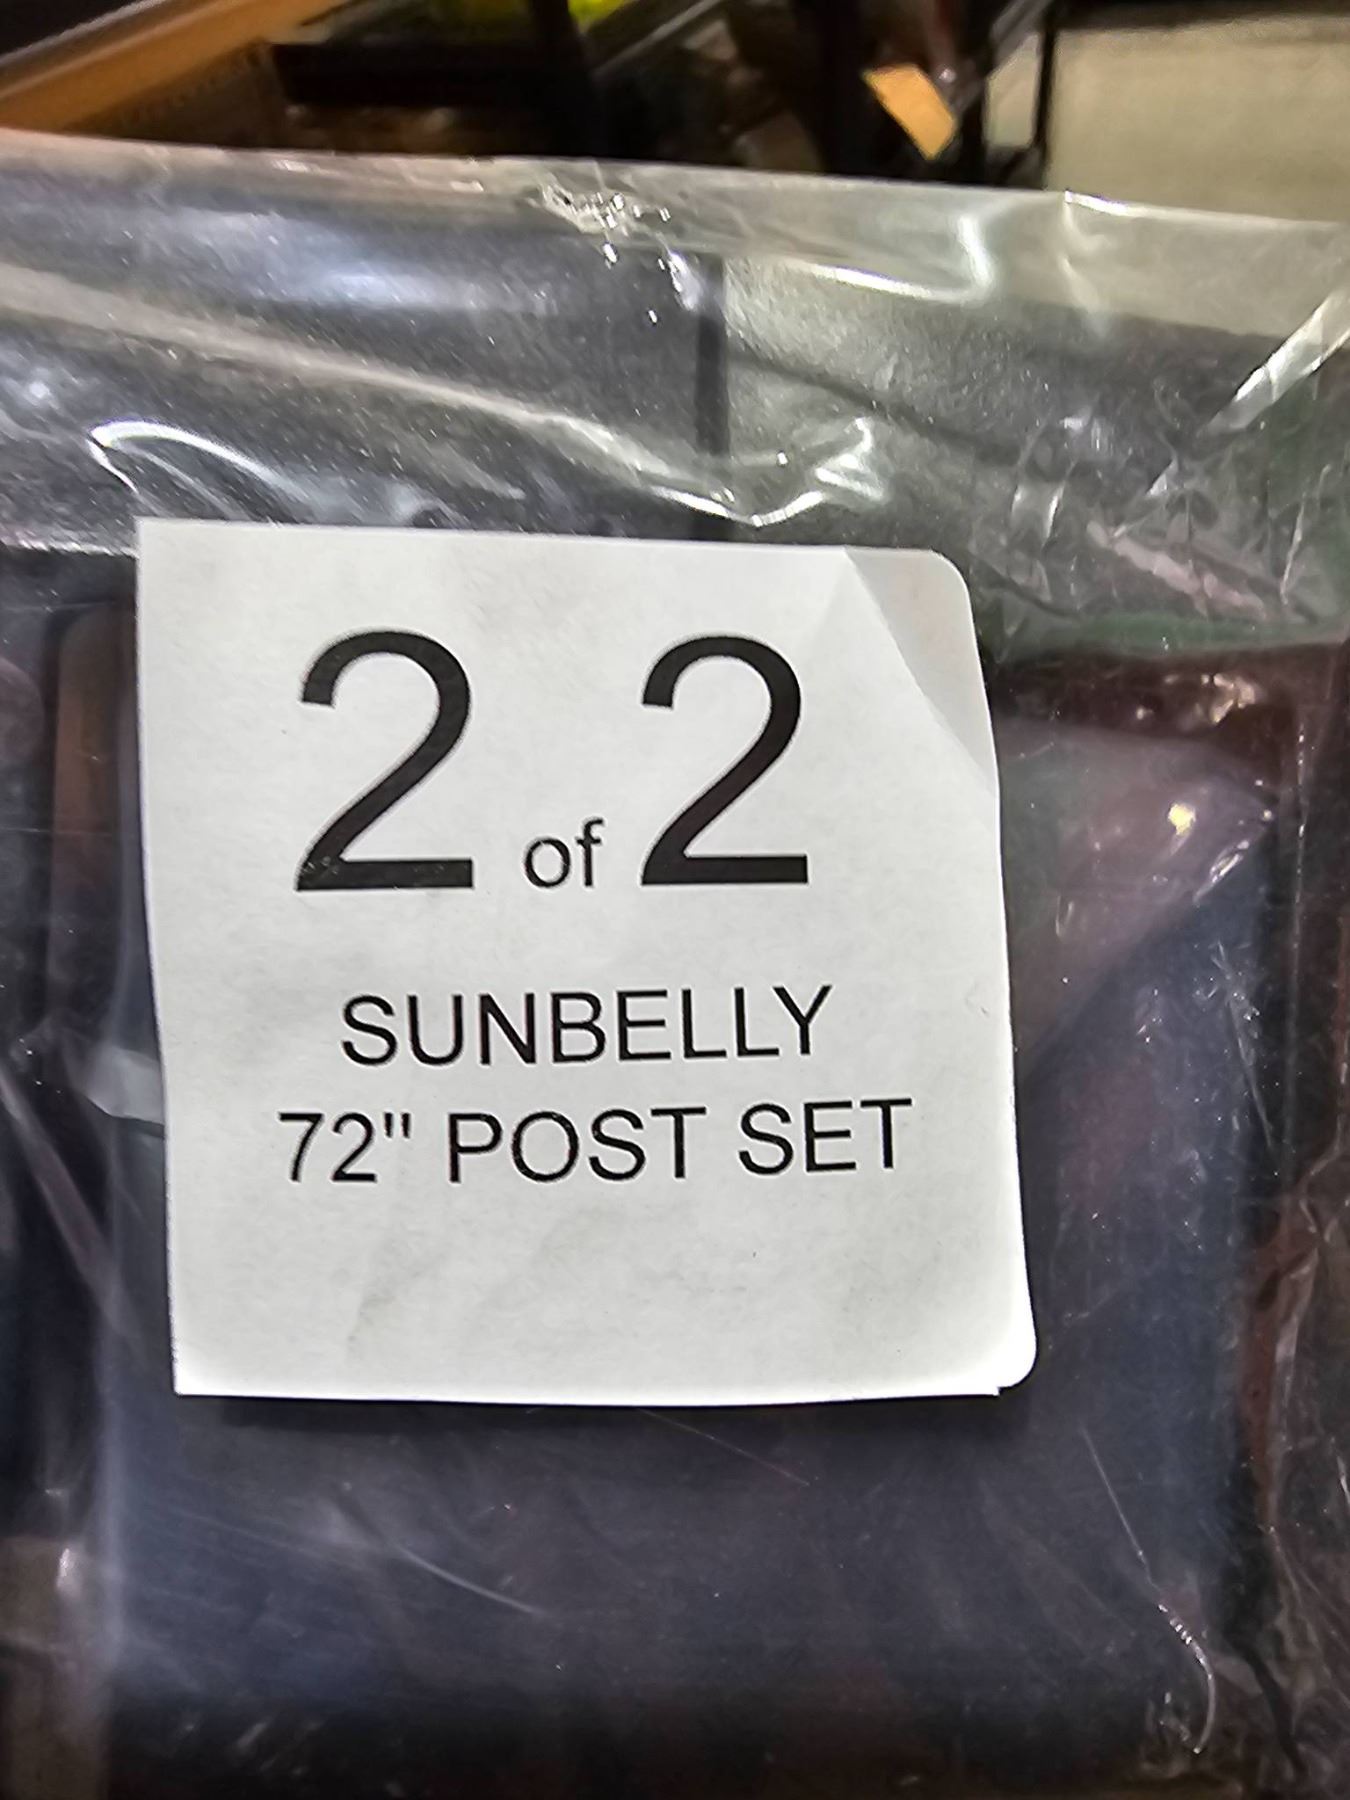 2 of 2
SUNBELLY
72" POST SET